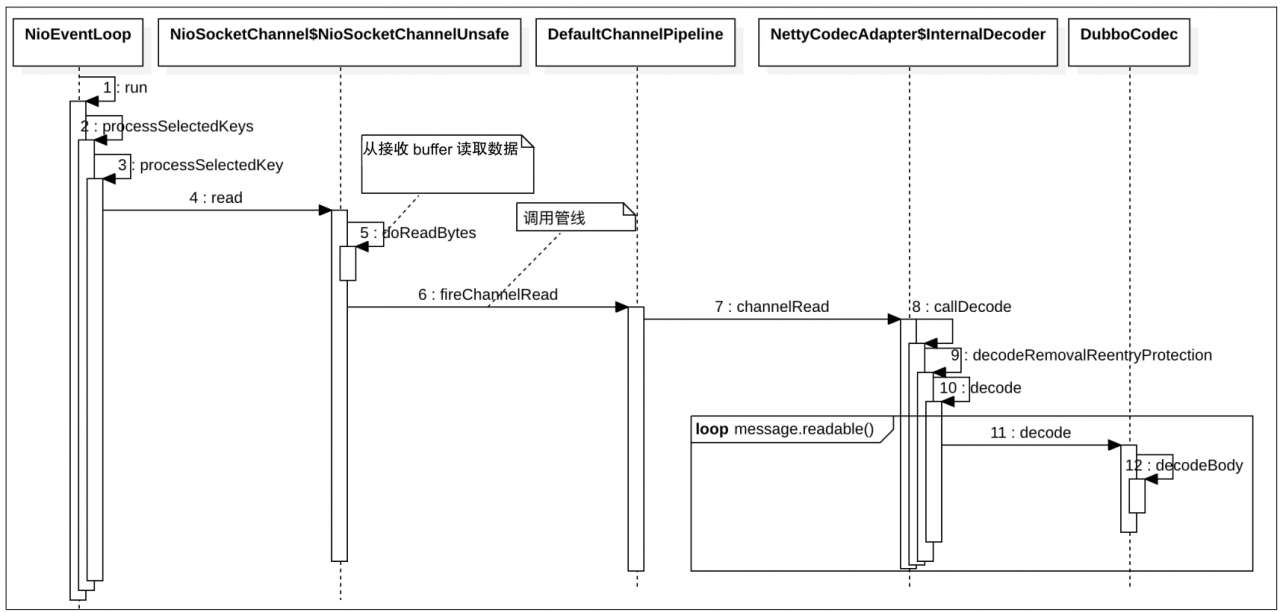 NioEventLoop
NioSocketChannel$NioSocketChannelUnsafe
DefaultChannelPipeline
NettyCodecAdapter$InternalDecoder
DubboCodec
1 : run
2 : processSelectedKeys
3 : processSelectedKey
从接收 buffer 读取数据
4 : read
调用管线
5 : doReadBytes
6 : fireChannelRead
7 : channelRead
8 : callDecode
9 : decodeRemovalReentryProtection
10 : decode
loop message.readable()
11 : decode
12 : decodeBody